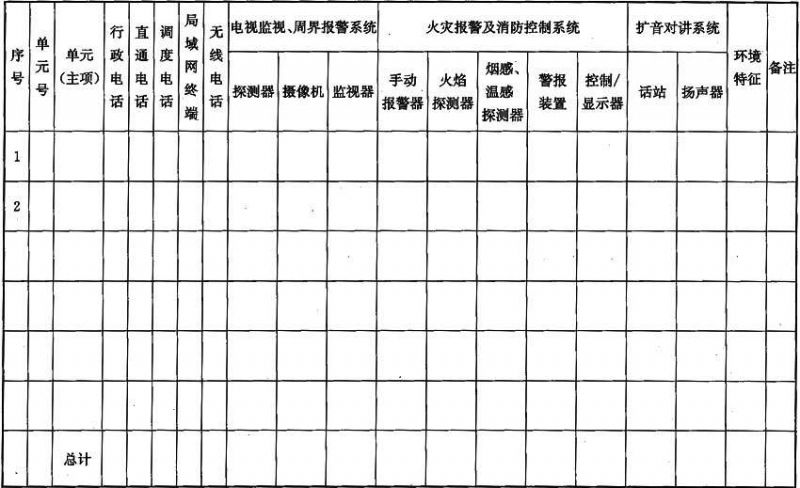 序号
单元号
单元
(主项)
行政电话
直通电话
调度电话
局域网终端
无线电话
电视监视、周界报警系统
探测器
摄像机
监视器
火灾报警及消防控制系统
手动
报警器
火焰
探测器
烟感、
温感
探测器
警报
装置
控制/
显示器
扩音对讲系统
话站
扬声器
环境
特征
备注
1
2
总计